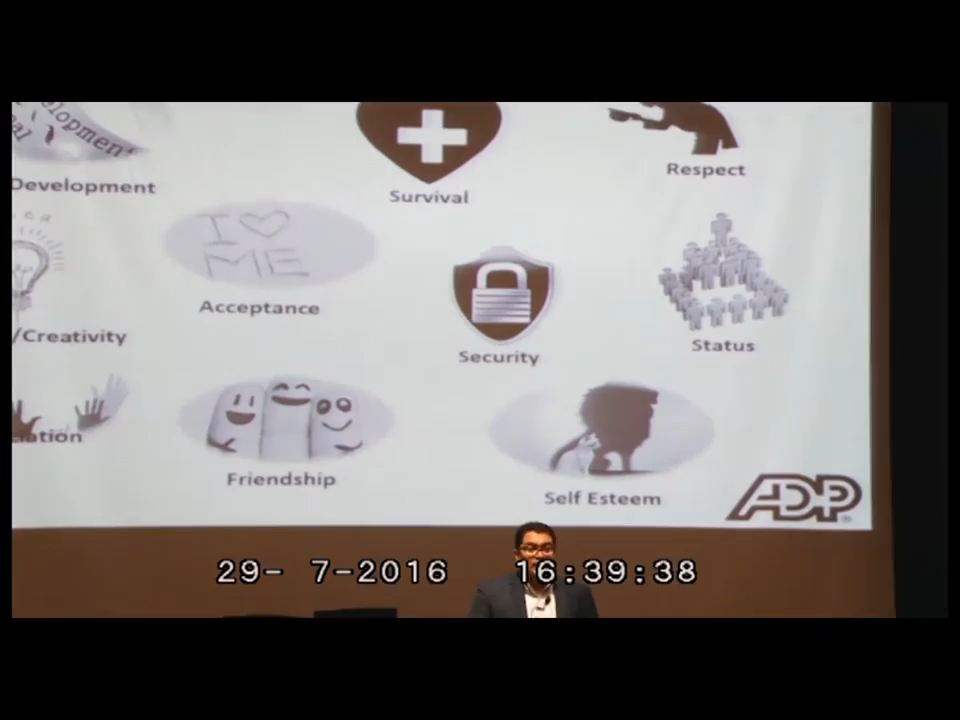 Development
Survival
Respect
I ♡
ME
Acceptance
/Creativity
Security
Status
Friendship
Self Esteem
ADP
29- 7-2016 16:39:38